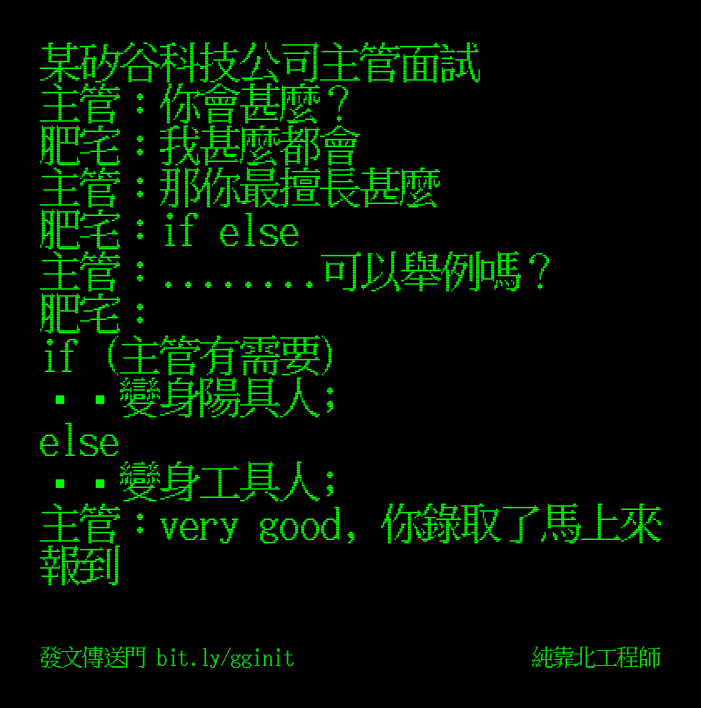 某矽谷科技公司主管面試
主管：你會甚麼？
肥宅：我甚麼都會
主管：那你最擅長甚麼
肥宅：if else
主管：........可以舉例嗎？
肥宅：
if (主管有需要)
▪▪變身陽具人;
else
▪▪變身工具人;
主管：very good, 你錄取了馬上來
報到
發文傳送門 bit.ly/gginit
純靠北工程師